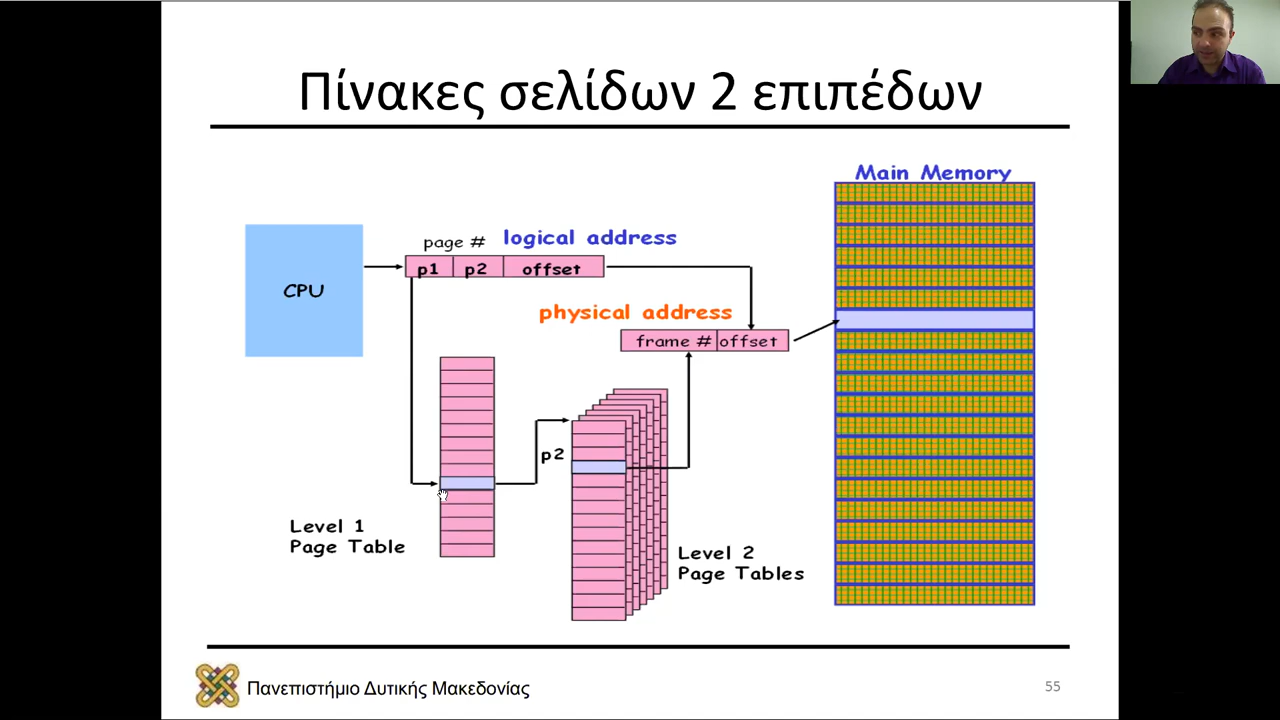 Πίνακες σελίδων 2 επιπέδων
Main Memory
page # logical address
p1 p2 offset
CPU
physical address
frame # offset
p2
Level 1
Page Table
Level 2
Page Tables
Πανεπιστήμιο Δυτικής Μακεδονίας
55